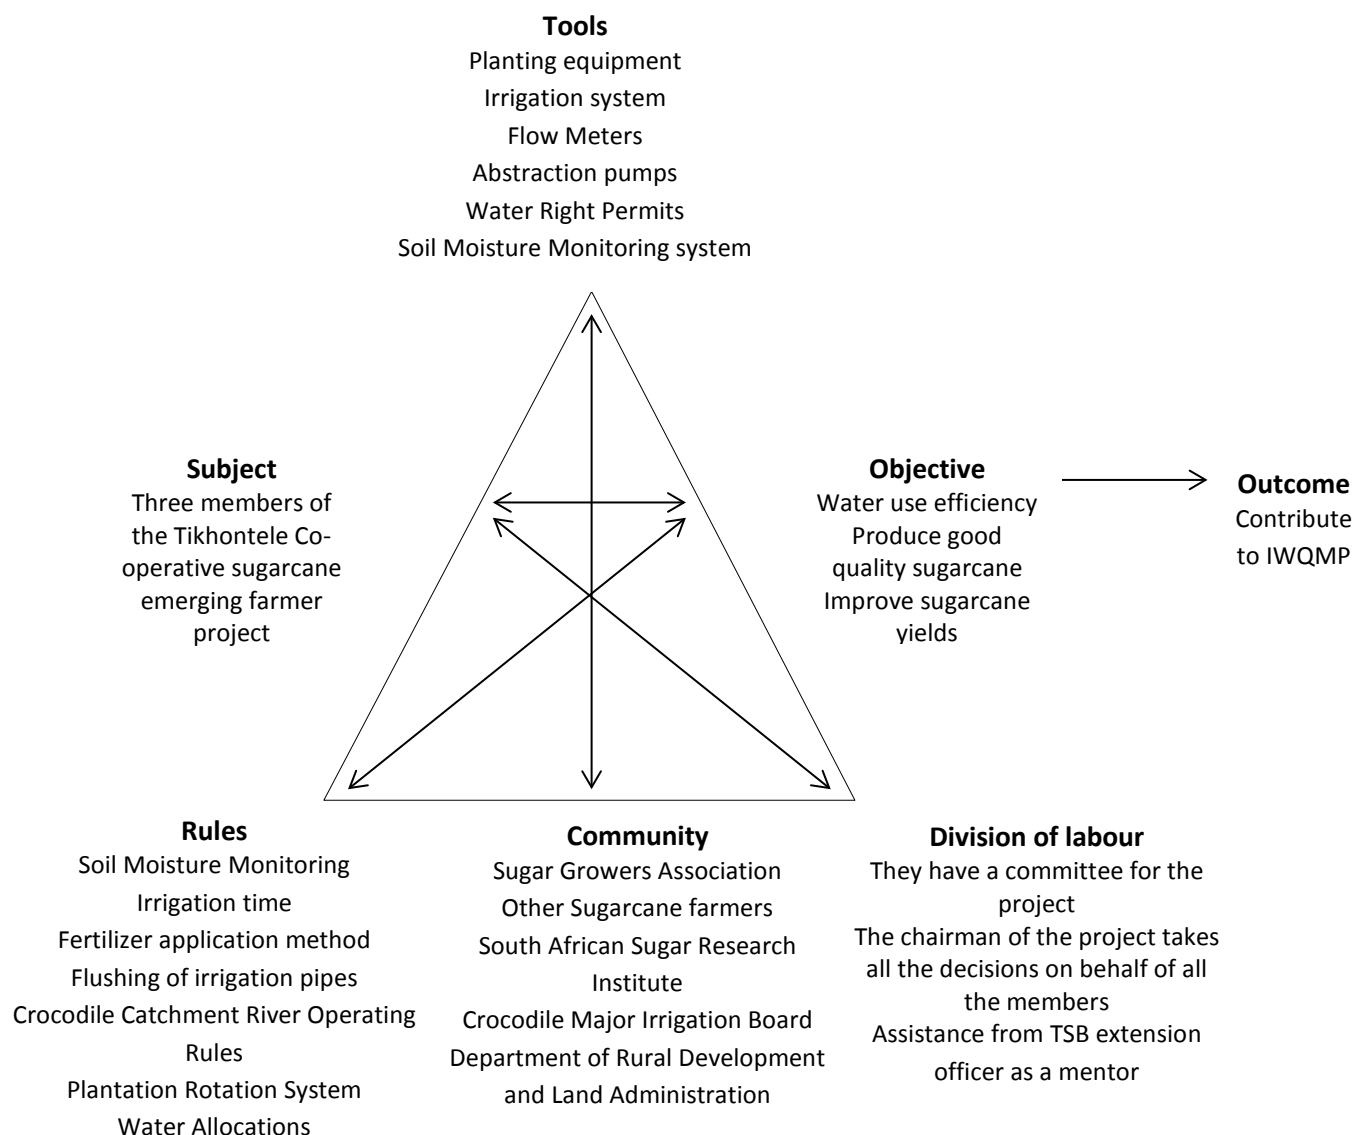 Tools
Planting equipment
Irrigation system
Flow Meters
Abstraction pumps
Water Right Permits
Soil Moisture Monitoring system
Subject
Three members of
the Tikhontele Co-
operative sugarcane
emerging farmer
project
Objective
Water use efficiency
Produce good
quality sugarcane
Improve sugarcane
yields
Outcome
Contribute
to IWQMP
Rules
Soil Moisture Monitoring
Irrigation time
Fertilizer application method
Flushing of irrigation pipes
Crocodile Catchment River Operating
Rules
Plantation Rotation System
Water Allocations
Community
Sugar Growers Association
Other Sugarcane farmers
South African Sugar Research
Institute
Crocodile Major Irrigation Board
Department of Rural Development
and Land Administration
Division of labour
They have a committee for the
project
The chairman of the project takes
all the decisions on behalf of all
the members
Assistance from TSB extension
officer as a mentor